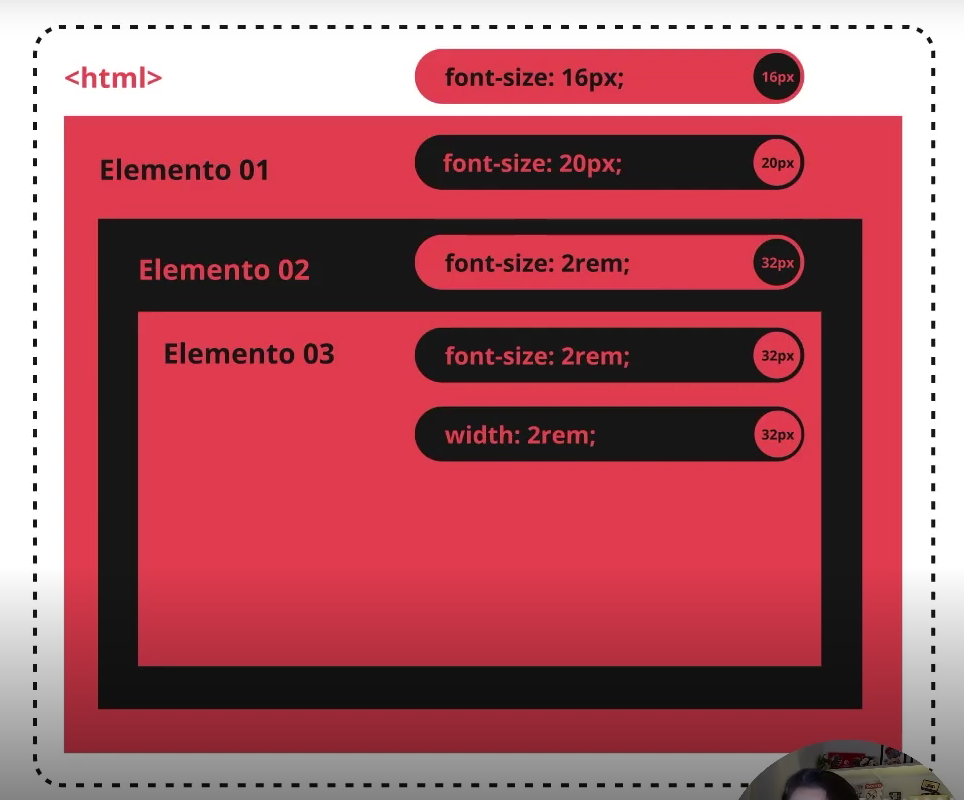 <html>
font-size: 16px;
16px
Elemento 01
font-size: 20px;
20px
Elemento 02
font-size: 2rem;
32px
Elemento 03
font-size: 2rem;
32px
width: 2rem;
32px